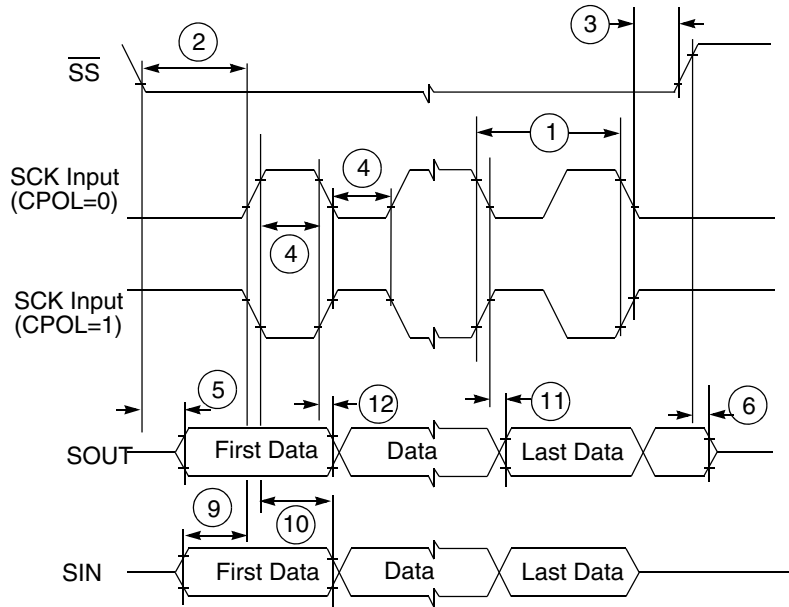 2
3
SS
1
SCK Input
(CPOL=0)
4
4
SCK Input
(CPOL=1)
5
12
11
6
SOUT
First Data
Data
Last Data
9
10
SIN
First Data
Data
Last Data